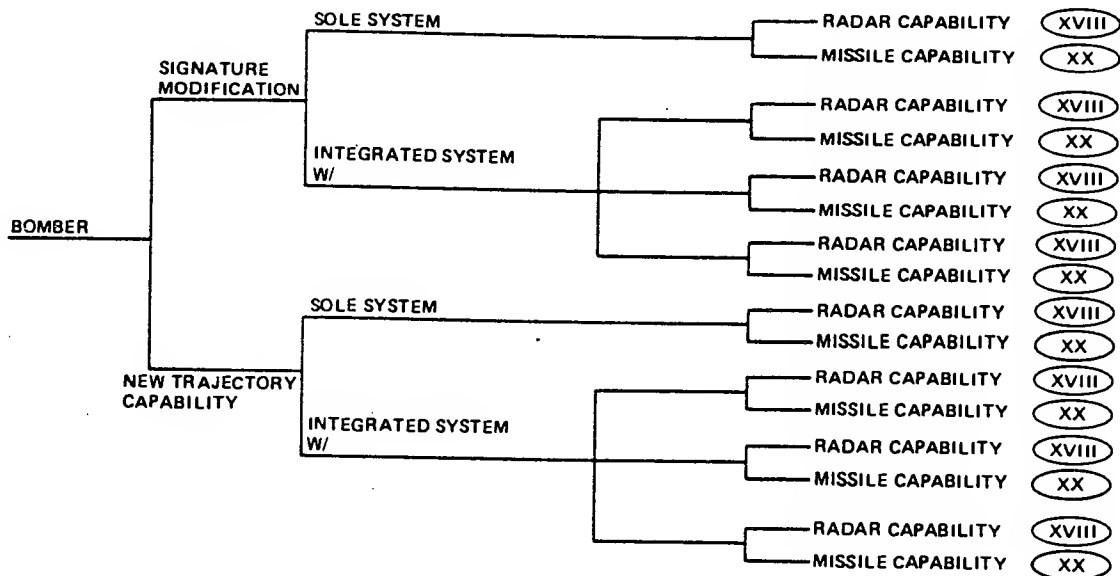 SOLE SYSTEM
RADAR CAPABILITY XVIII
MISSILE CAPABILITY XX
SIGNATURE
MODIFICATION
RADAR CAPABILITY XVIII
MISSILE CAPABILITY XX
INTEGRATED SYSTEM
W/
RADAR CAPABILITY XVIII
MISSILE CAPABILITY XX
BOMBER
RADAR CAPABILITY XVIII
MISSILE CAPABILITY XX
SOLE SYSTEM
RADAR CAPABILITY XVIII
MISSILE CAPABILITY XX
NEW TRAJECTORY
CAPABILITY
RADAR CAPABILITY XVIII
MISSILE CAPABILITY XX
INTEGRATED SYSTEM
W/
RADAR CAPABILITY XVIII
MISSILE CAPABILITY XX
RADAR CAPABILITY XVIII
MISSILE CAPABILITY XX